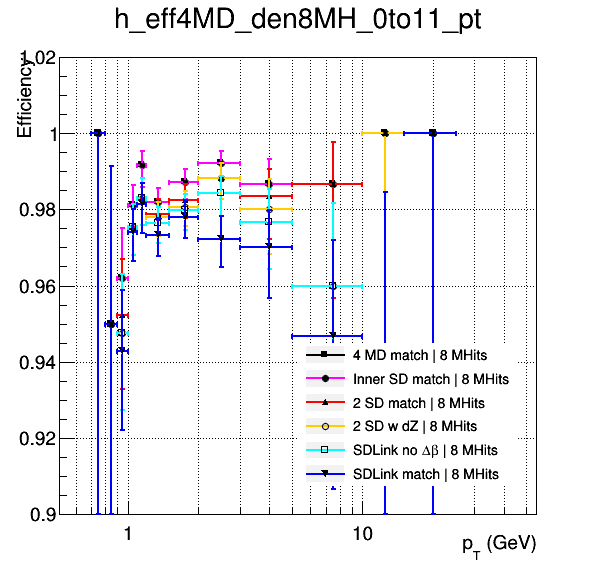 h_eff4MD_den8MH_0to11_pt
Efficiency
1.02
1
0.98
0.96
0.94
0.92
0.9
4 MD match | 8 MHits
Inner SD match | 8 MHits
2 SD match | 8 MHits
2 SD w dZ | 8 MHits
SDLink no Δβ | 8 MHits
SDLink match | 8 MHits
1
10
p_T (GeV)